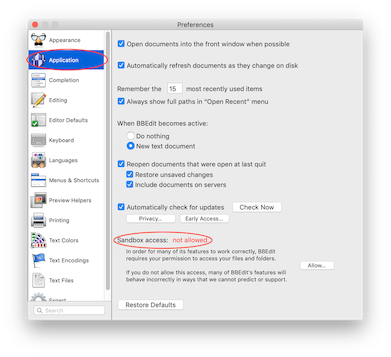 Preferences
Appearance
Application
Completion
Editing
Editor Defaults
Keyboard
Languages
Menus & Shortcuts
Preview Helpers
Printing
Text Colors
Text Encodings
Text Files
Expert
Search
Open documents into the front window when possible
Automatically refresh documents as they change on disk
Remember the 15 most recently used items
Always show full paths in “Open Recent” menu
When BBEdit becomes active:
Do nothing
New text document
Reopen documents that were open at last quit
Restore unsaved changes
Include documents on servers
Automatically check for updates Check Now
Privacy... Early Access...
Sandbox access: not allowed
In order for many of its features to work correctly, BBEdit
requires your permission to access your files and folders.
Allow...
If you do not allow this access, many of BBEdit's features will
behave incorrectly in ways that we cannot predict or support.
Restore Defaults